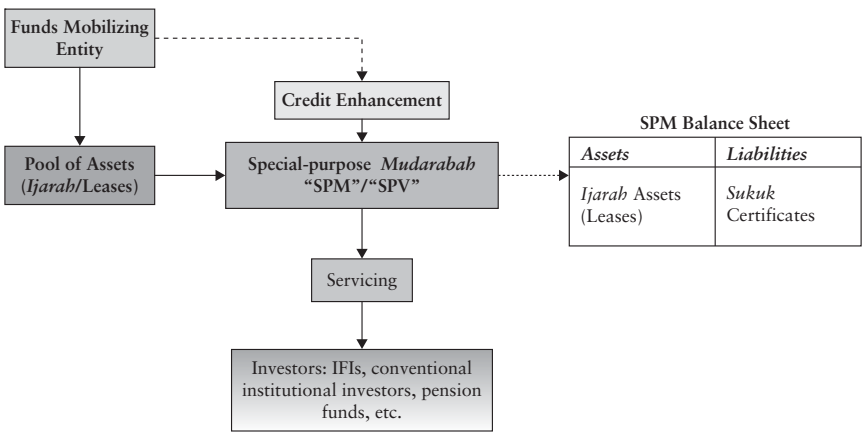 Funds Mobilizing
Entity
Credit Enhancement
Pool of Assets
(Ijarah/Leases)
Special-purpose Mudarabah
“SPM”/“SPV”
SPM Balance Sheet
Assets
Liabilities
Ijarah Assets
(Leases)
Sukuk
Certificates
Servicing
Investors: IFIs, conventional
institutional investors, pension
funds, etc.